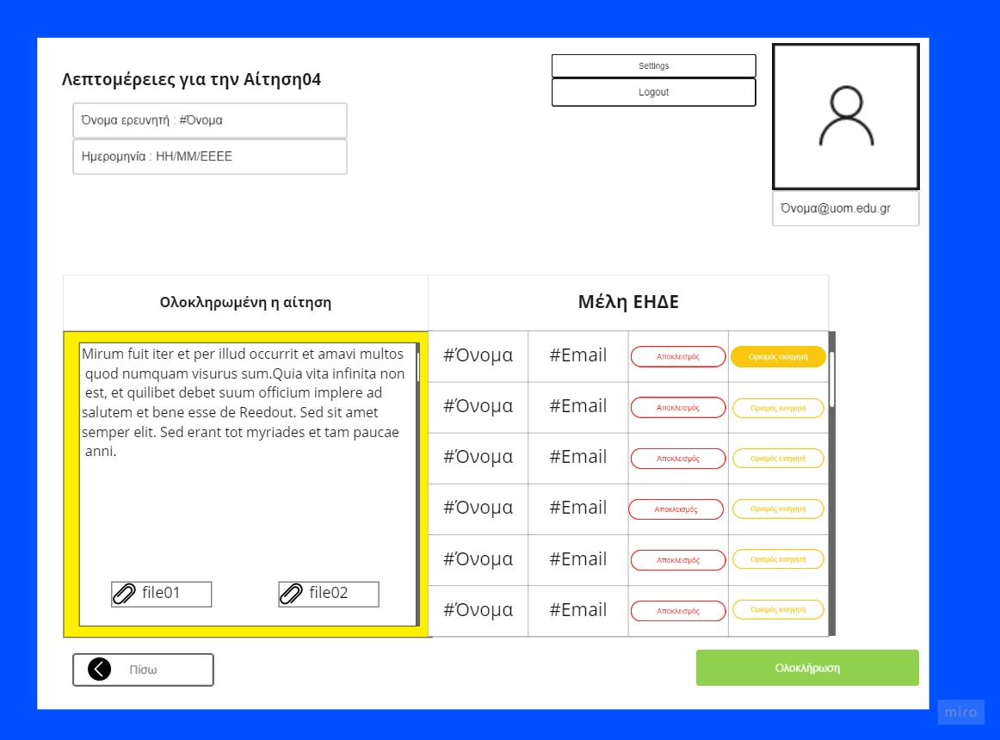 Λεπτομέρειες για την Αίτηση04
Settings
Logout
Όνομα ερευνητή : #Όνομα
Ημερομηνία : ΗΗ/ΜΜ/ΕΕΕΕ
Όνομα@uom.edu.gr
Ολοκληρωμένη η αίτηση
Μέλη ΕΗΔΕ
Mirum fuit iter et per illud occurrit et amavi multos
quod numquam visurus sum.Quia vita infinita non
est, et quilibet debet suum officium implere ad
salutem et bene esse de Reedout. Sed sit amet
semper elit. Sed erant tot myriades et tam paucae
anni.
file01
file02
#Όνομα #Email Αποκλεισμός Ορισμός εισηγητή
#Όνομα #Email Αποκλεισμός Ορισμός εισηγητή
#Όνομα #Email Αποκλεισμός Ορισμός εισηγητή
#Όνομα #Email Αποκλεισμός Ορισμός εισηγητή
#Όνομα #Email Αποκλεισμός Ορισμός εισηγητή
#Όνομα #Email Αποκλεισμός Ορισμός εισηγητή
Πίσω
Ολοκλήρωση
miro